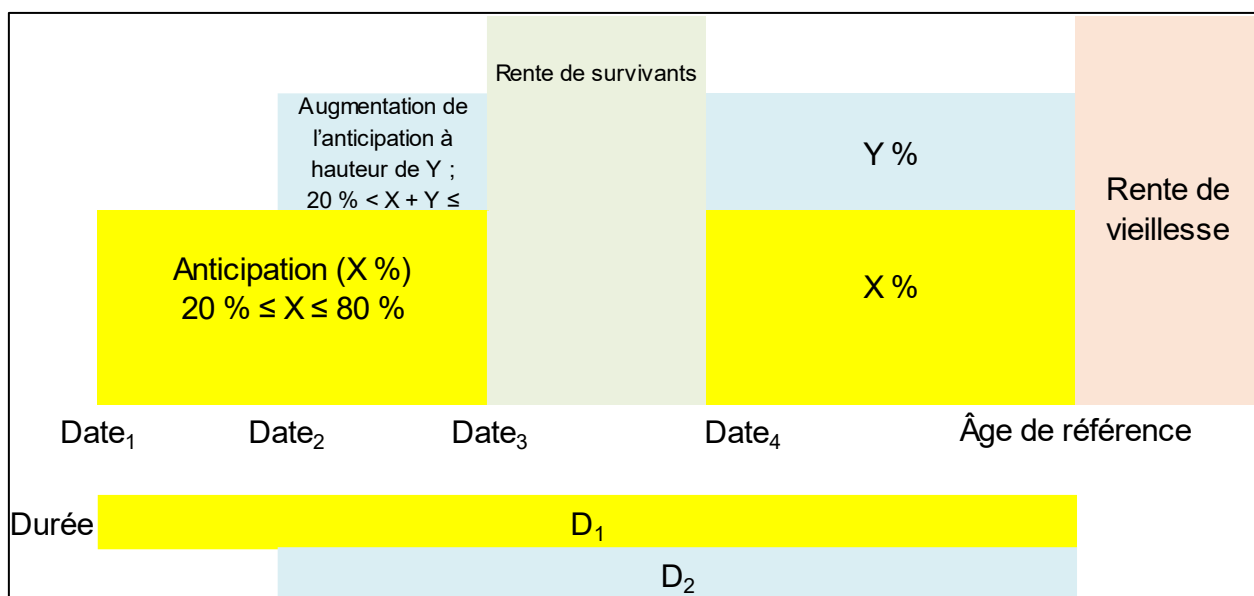 Rente de survivants
Augmentation de
l'anticipation à
hauteur de Y ;
20 % < X + Y ≤
Y %
Rente de
vieillesse
Anticipation (X %)
20 % ≤ X ≤ 80 %
X %
Date₁
Date₂
Date₃
Date₄
Âge de référence
Durée
D₁
D₂